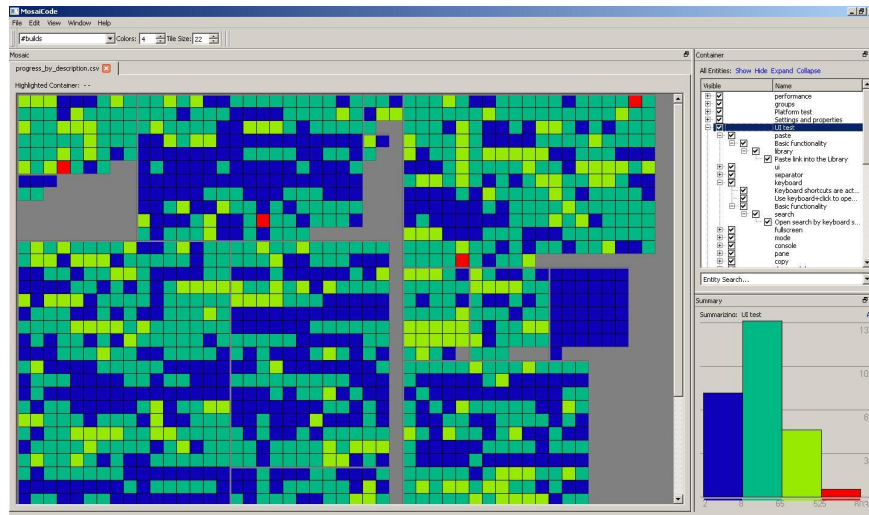 MosaiCode
File Edit View Window Help
#builds Colors: 4 Tile Size: 22
Mosaic
progress_by_description.csv
Highlighted Container: --
Container
All Entities: Show Hide Expand Collapse
Visible Name
performance
groups
Platform test
Settings and properties
UI test
paste
Basic functionality
library
Paste link into the Library
ui
separator
keyboard
Keyboard shortcuts are act...
Use keyboard+click to ope...
Basic functionality
search
Open search by keyboard s...
fullscreen
mode
console
pane
copy
Entity Search...
Summary
Summarizing: UI test
13
10
6
3
2 8 65 525